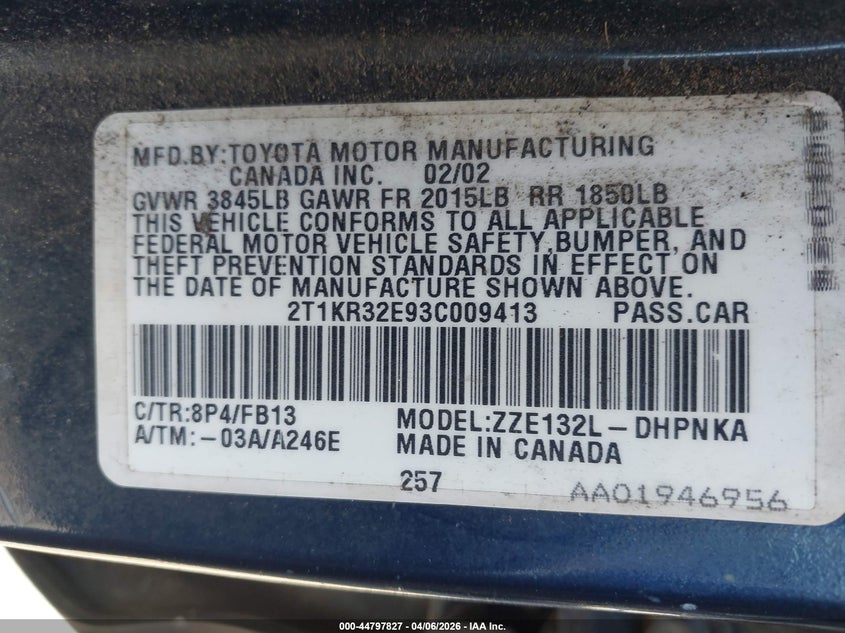 MFD.BY:TOYOTA MOTOR MANUFACTURING
CANADA INC. 02/02
GVWR 3845LB GAWR FR 2015LB RR 1850LB
THIS VEHICLE CONFORMS TO ALL APPLICABLE
FEDERAL MOTOR VEHICLE SAFETY,BUMPER, AND
THEFT PREVENTION STANDARDS IN EFFECT ON
THE DATE OF MANUFACTURE SHOWN ABOVE.
2T1KR32E93C009413 PASS.CAR
C/TR:8P4/FB13 MODEL:ZZE132L-DHPNKA
A/TM:-03A/A246E MADE IN CANADA
257 AA01946956
000-44797827 - 04/06/2026 - IAA Inc.